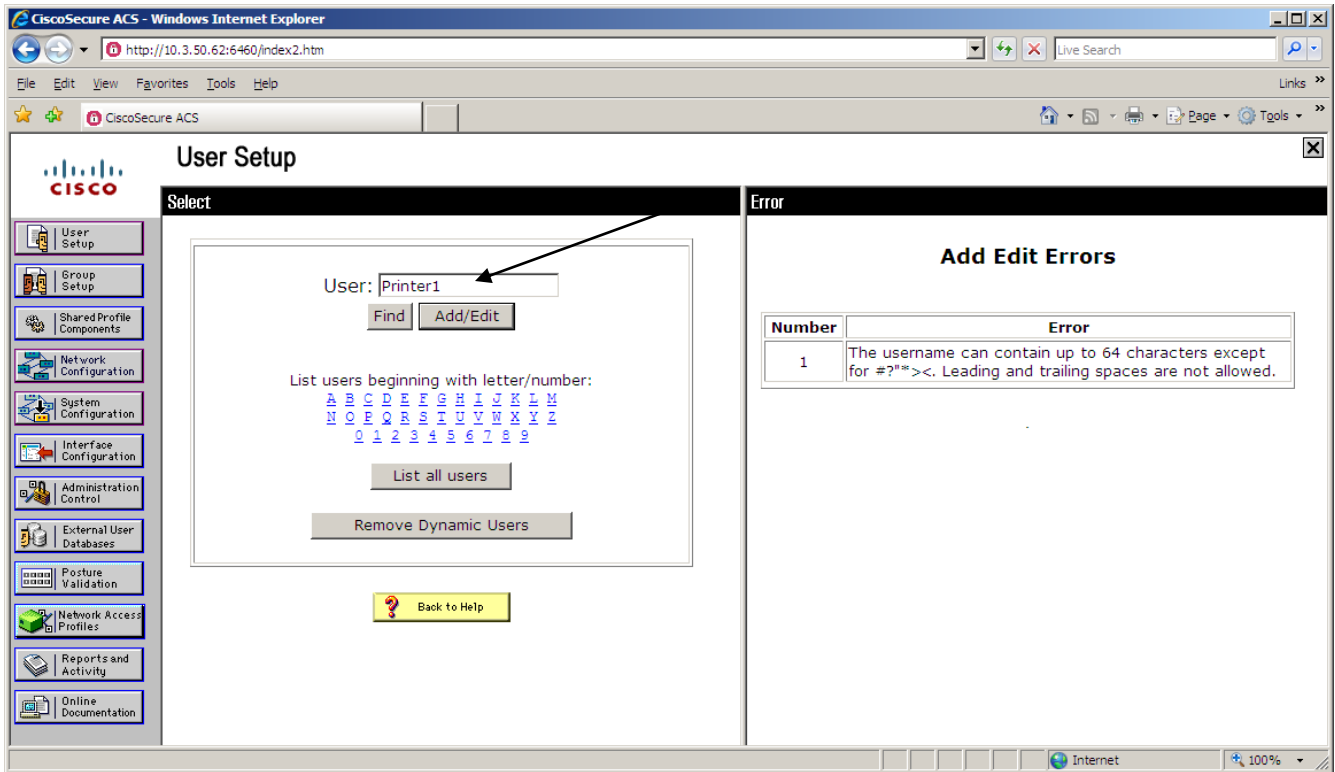 CiscoSecure ACS - Windows Internet Explorer
http://10.3.50.62:6460/index2.htm
Live Search
File Edit View Favorites Tools Help
Links »
CiscoSecure ACS
Page Tools »
CISCO
User Setup
Select
Error
User Setup
Group Setup
Shared Profile Components
Network Configuration
System Configuration
Interface Configuration
Administration Control
External User Databases
Posture Validation
Network Access Profiles
Reports and Activity
Online Documentation
User: Printer1
Find Add/Edit
List users beginning with letter/number:
A B C D E F G H I J K L M
N O P Q R S T U V W X Y Z
0 1 2 3 4 5 6 7 8 9
List all users
Remove Dynamic Users
? Back to Help
Add Edit Errors
Number Error
1 The username can contain up to 64 characters except
for #?"*><. Leading and trailing spaces are not allowed.
Internet 100%